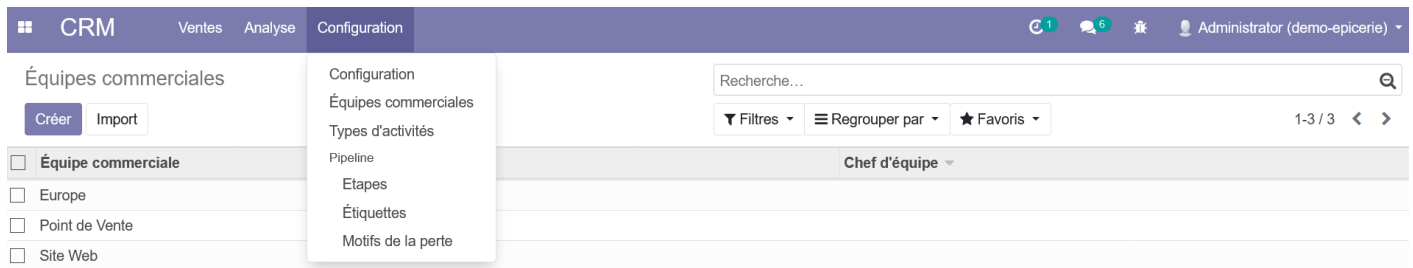 CRM Ventes Analyse Configuration 1 6 Administrator (demo-epicerie)
Équipes commerciales
Recherche...
Créer Import
Filtres Regrouper par Favoris 1-3 / 3
Configuration
Équipes commerciales
Types d'activités
Pipeline
Etapes
Étiquettes
Motifs de la perte
Équipe commerciale Chef d'équipe
Europe
Point de Vente
Site Web